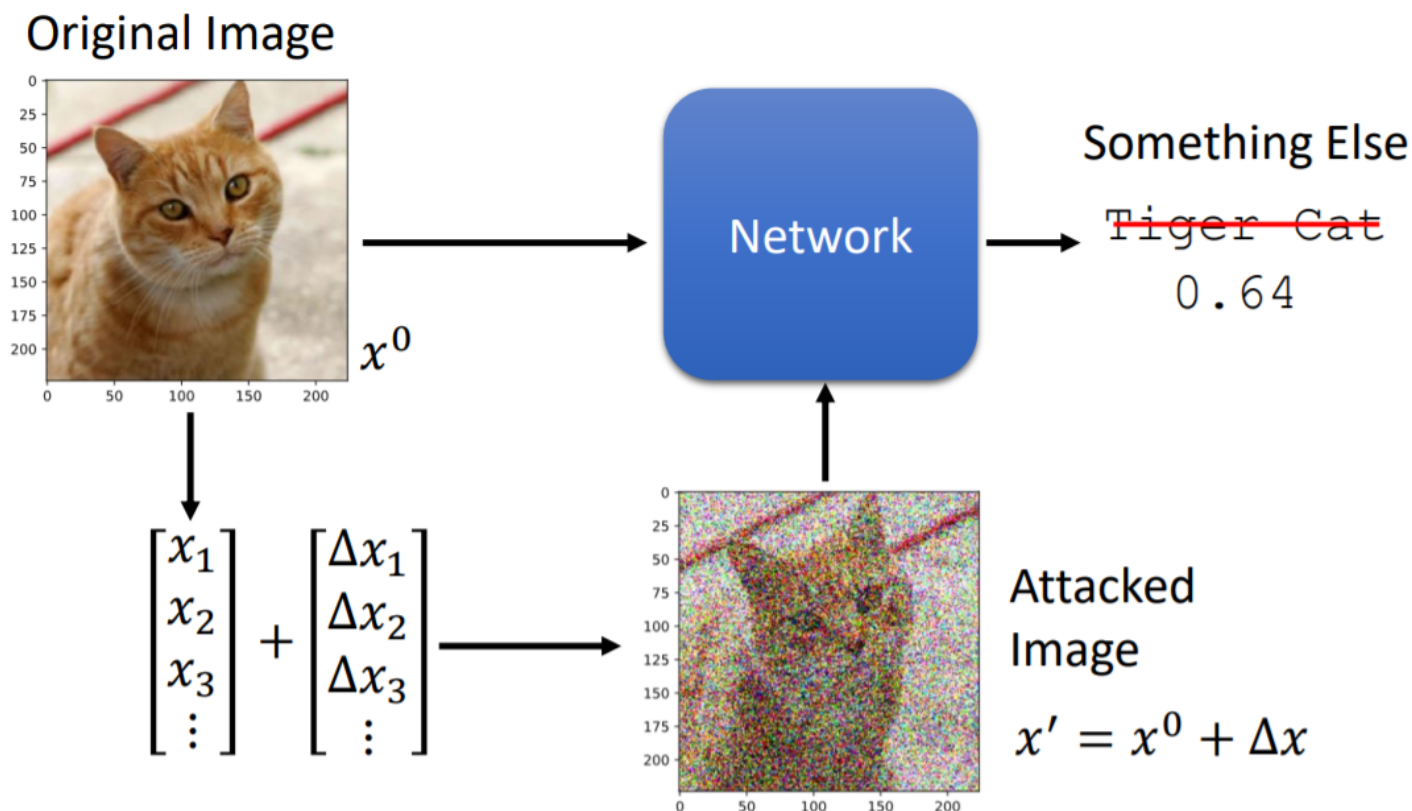 Original Image
0
25
50
75
100
125
150
175
200
0 50 100 150 200
x⁰
Network
Something Else
Tiger Cat
0.64
x₁
x₂
x₃
⋮
+
Δx₁
Δx₂
Δx₃
⋮
0
25
50
75
100
125
150
175
200
0 50 100 150 200
Attacked
Image
x′ = x⁰ + Δx